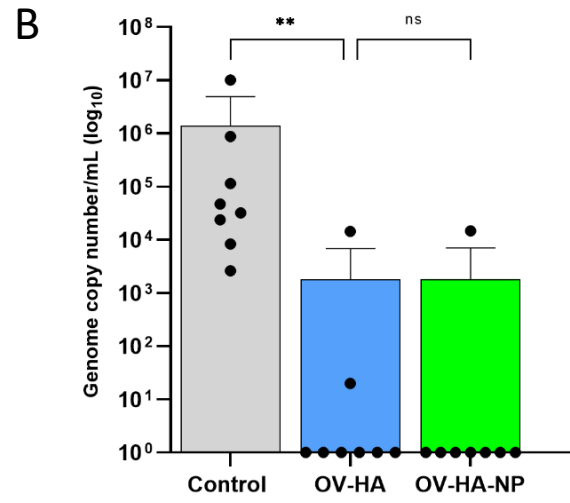 B
Genome copy number/mL (log₁₀)
10⁸
10⁷
10⁶
10⁵
10⁴
10³
10²
10¹
10⁰
**
ns
Control
OV-HA
OV-HA-NP